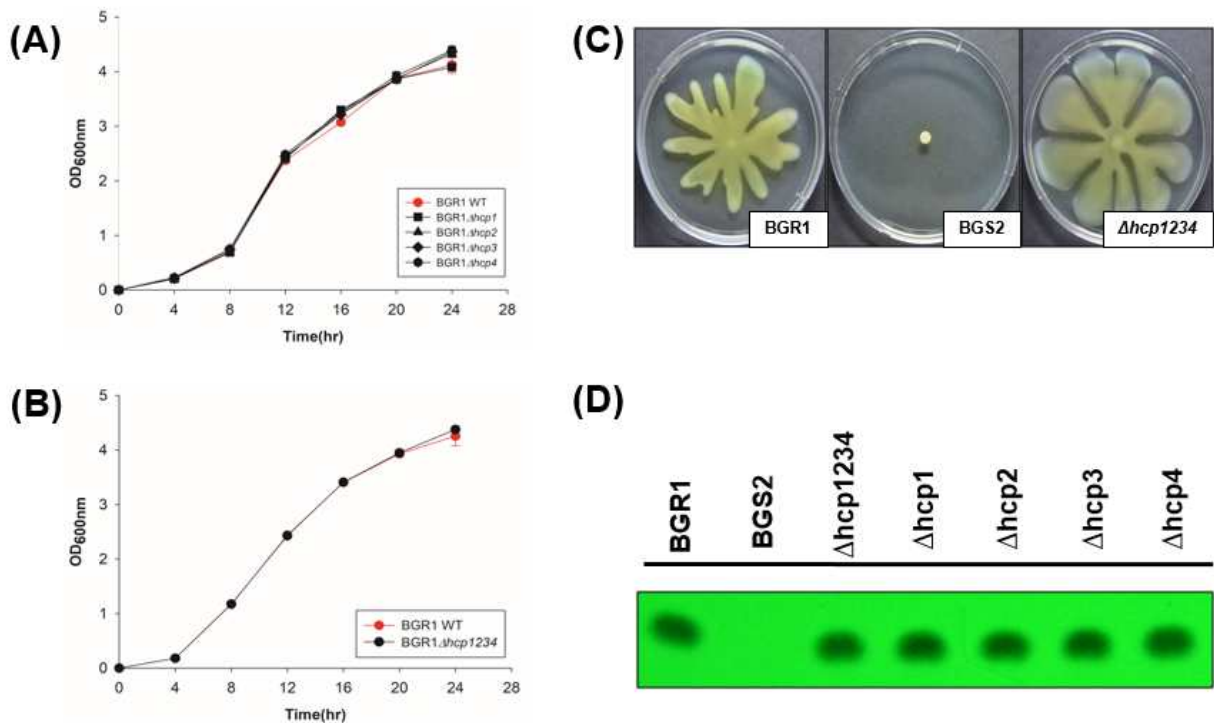 (A)
OD600nm
5
4
3
2
1
0
0 4 8 12 16 20 24 28
Time(hr)
BGR1 WT
BGR1Δhcp1
BGR1Δhcp2
BGR1Δhcp3
BGR1Δhcp4
(C)
BGR1
BGS2
Δhcp1234
(B)
OD600nm
5
4
3
2
1
0
0 4 8 12 16 20 24 28
Time(hr)
BGR1 WT
BGR1Δhcp1234
(D)
BGR1
BGS2
Δhcp1234
Δhcp1
Δhcp2
Δhcp3
Δhcp4